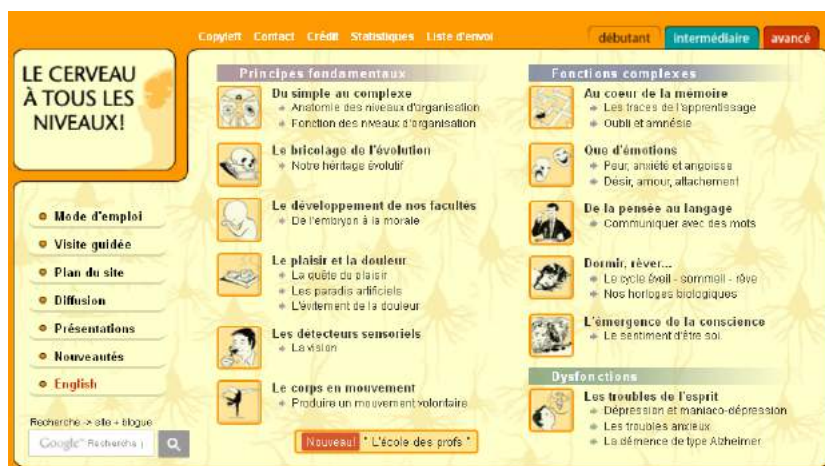 Copyleft Contact Crédit Statistiques Liste d'envoi
débutant intermédiaire avancé
LE CERVEAU
À TOUS LES
NIVEAUX!
Mode d'emploi
Visite guidée
Plan du site
Diffusion
Présentations
Nouveautés
English
Recherche -> site + blogue
Google™ Recherche
Principes fondamentaux
Du simple au complexe
Anatomie des niveaux d'organisation
Fonction des niveaux d'organisation
Le bricolage de l'évolution
Notre héritage évolutif
Le développement de nos facultés
De l'embryon à la morale
Le plaisir et la douleur
La quête du plaisir
Les paradis artificiels
L'évitement de la douleur
Les détecteurs sensoriels
La vision
Le corps en mouvement
Produire un mouvement volontaire
Nouveau! " L'école des profs "
Fonctions complexes
Au coeur de la mémoire
Les traces de l'apprentissage
Oubli et amnésie
Que d'émotions
Peur, anxiété et angoisse
Désir, amour, attachement
De la pensée au langage
Communiquer avec des mots
Dormir, rêver...
Le cycle éveil - sommeil - rêve
Nos horloges biologiques
L'émergence de la conscience
Le sentiment d'être soi
Dysfonctions
Les troubles de l'esprit
Dépression et maniaco-dépression
Les troubles anxieux
La démence de type Alzheimer